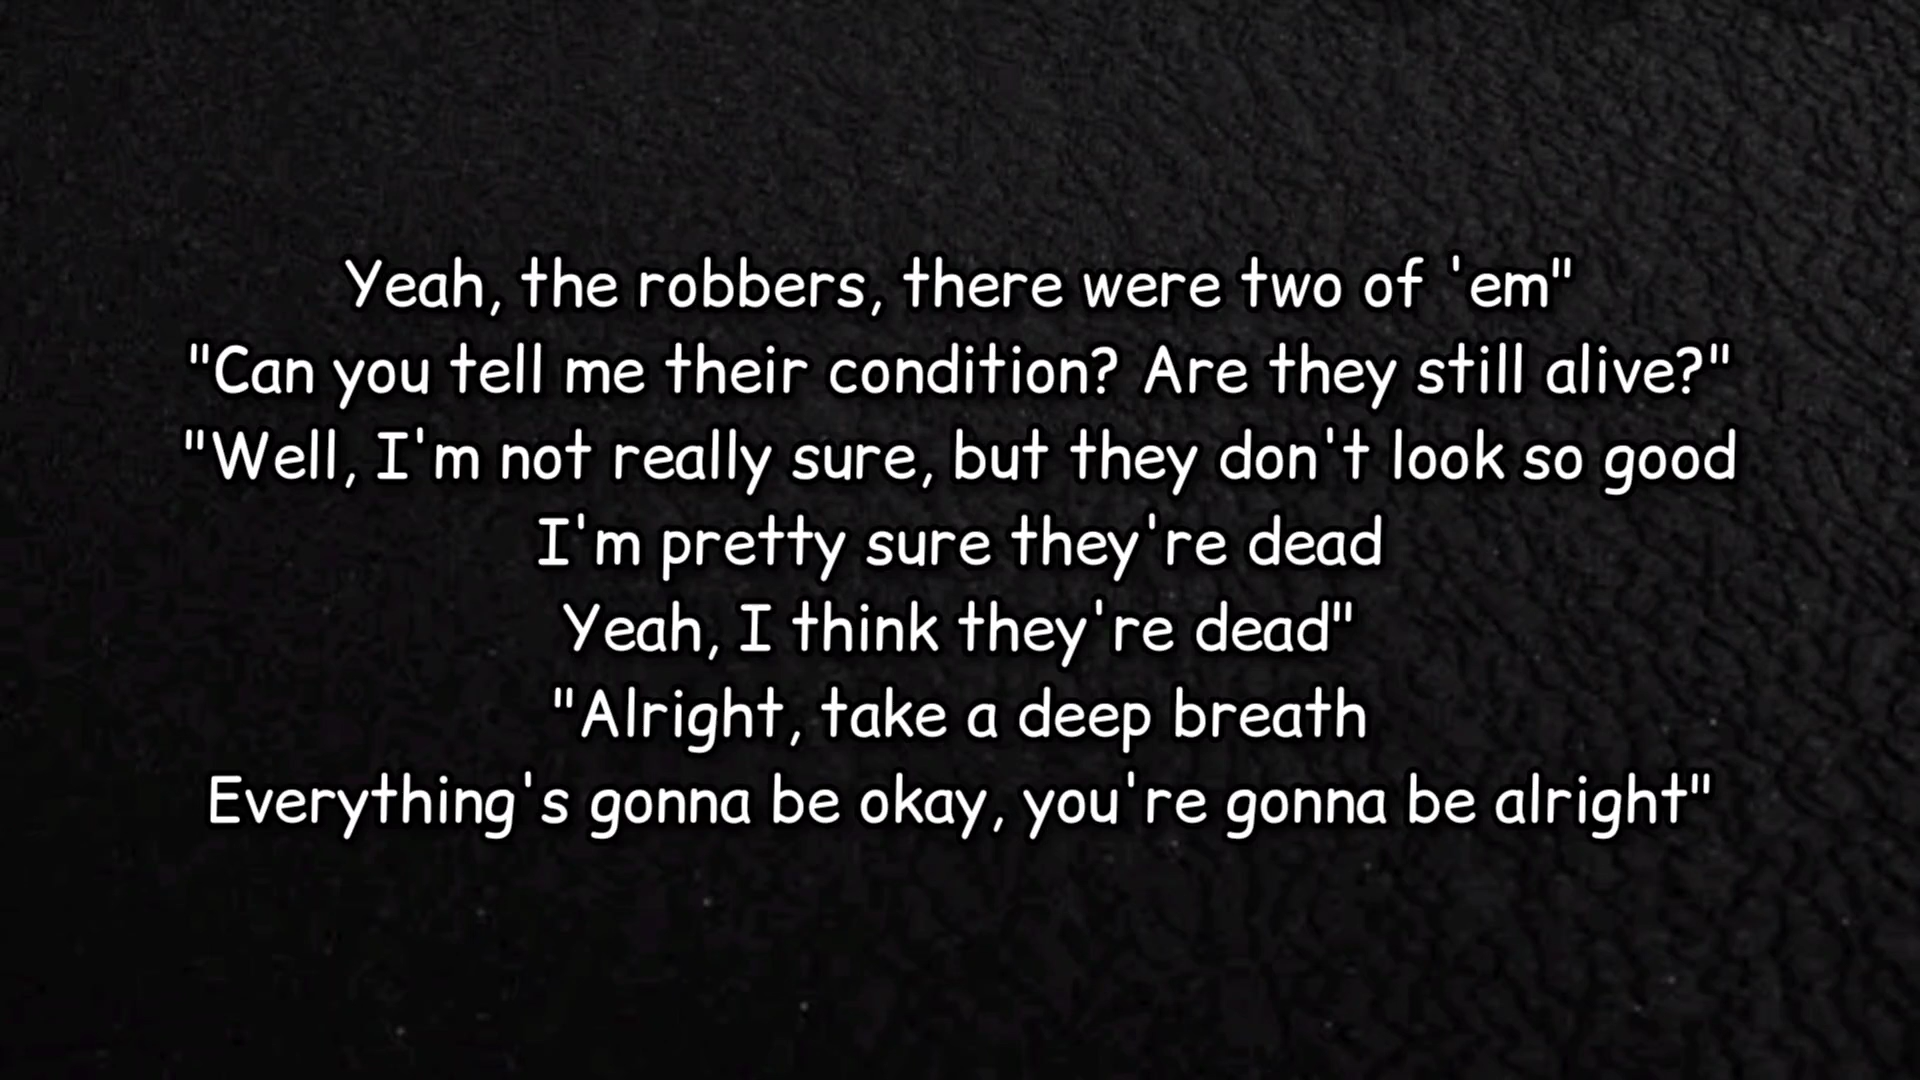 Yeah, the robbers, there were two of 'em"
"Can you tell me their condition? Are they still alive?"
"Well, I'm not really sure, but they don't look so good
I'm pretty sure they're dead
Yeah, I think they're dead"
"Alright, take a deep breath
Everything's gonna be okay, you're gonna be alright"